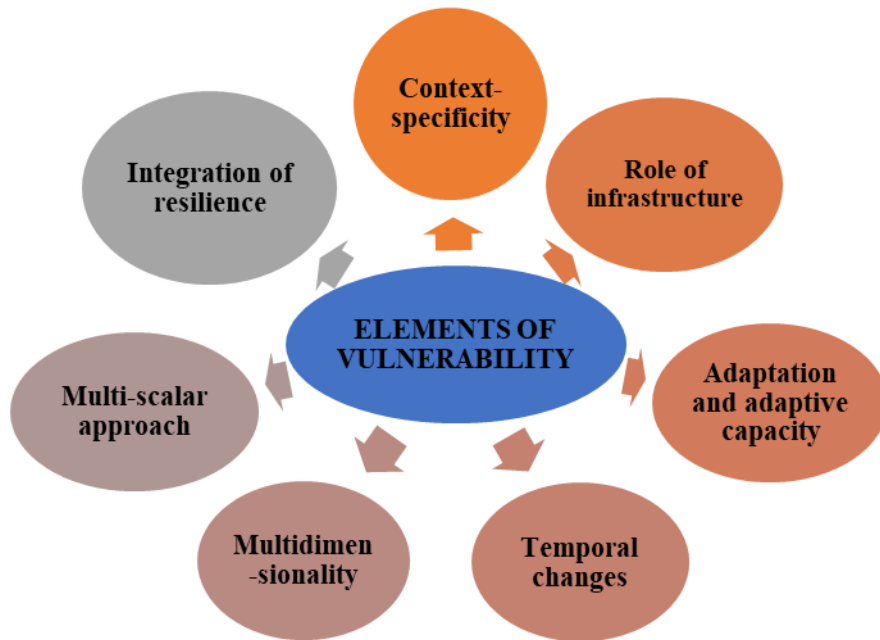 Context-
specificity
Role of
infrastructure
Integration of
resilience
ELEMENTS OF
VULNERABILITY
Adaptation
and adaptive
capacity
Multi-scalar
approach
Multidimen
-sionality
Temporal
changes